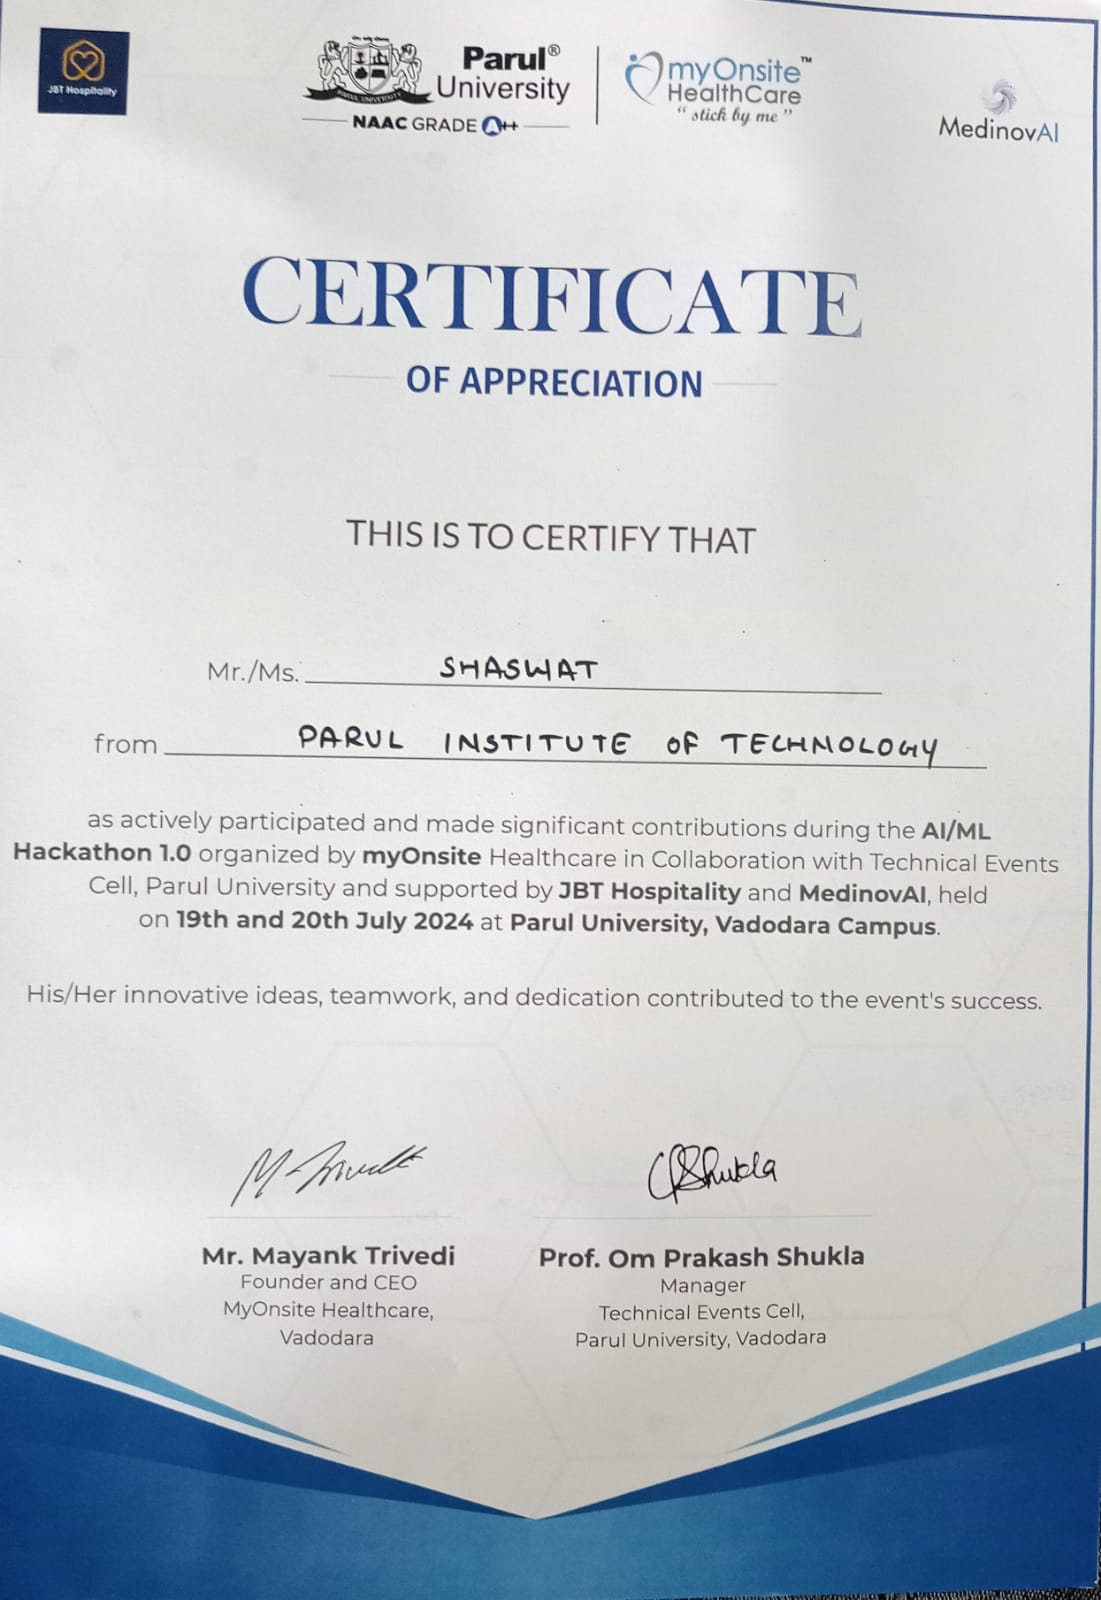 JBT Hospitality
PARUL UNIVERSITY
Parul®
University
NAAC GRADE A++
myOnsite™
HealthCare
“ stick by me ”
MedinovAI
CERTIFICATE
OF APPRECIATION
THIS IS TO CERTIFY THAT
Mr./Ms. SHASWAT
from PARUL INSTITUTE OF TECHNOLOGY
as actively participated and made significant contributions during the AI/ML
Hackathon 1.0 organized by myOnsite Healthcare in Collaboration with Technical Events
Cell, Parul University and supported by JBT Hospitality and MedinovAI, held
on 19th and 20th July 2024 at Parul University, Vadodara Campus.
His/Her innovative ideas, teamwork, and dedication contributed to the event's success.
Mr. Mayank Trivedi
Founder and CEO
MyOnsite Healthcare,
Vadodara
Prof. Om Prakash Shukla
Manager
Technical Events Cell,
Parul University, Vadodara